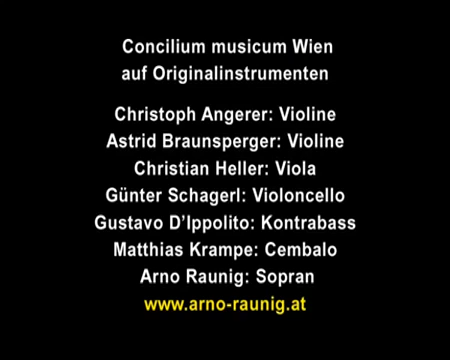 Concilium musicum Wien
auf Originalinstrumenten
Christoph Angerer: Violine
Astrid Braunsperger: Violine
Christian Heller: Viola
Günter Schagerl: Violoncello
Gustavo D'Ippolito: Kontrabass
Matthias Krampe: Cembalo
Arno Raunig: Sopran
www.arno-raunig.at